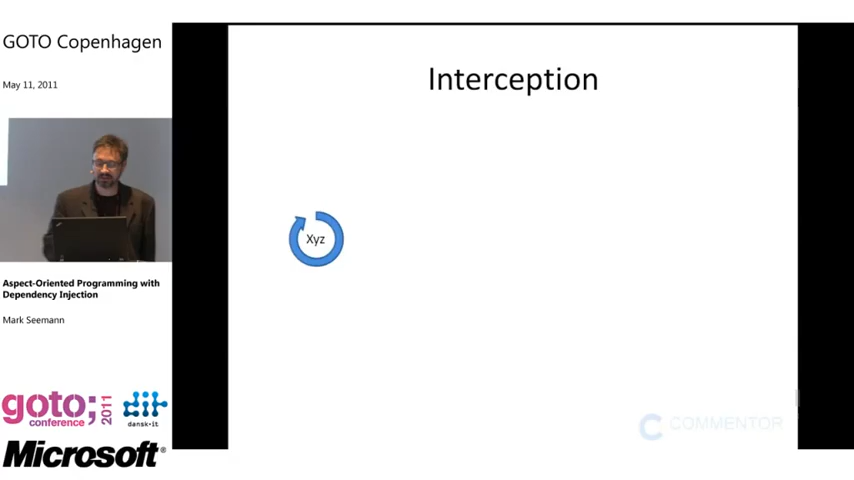 GOTO Copenhagen
May 11, 2011
Aspect-Oriented Programming with
Dependency Injection
Mark Seemann
goto;
conference
2011
dit
dansk·it
Microsoft®
Interception
Xyz
COMMENTOR